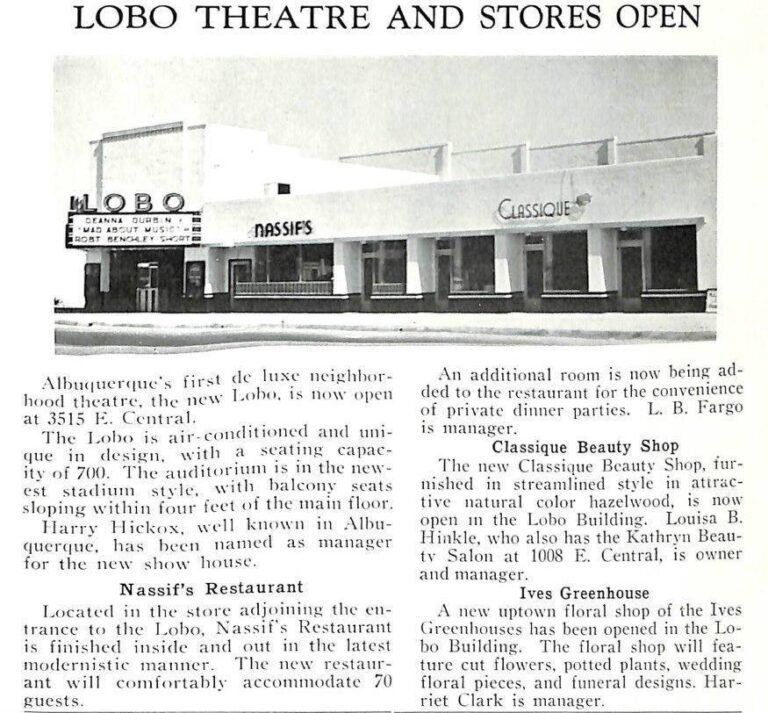 LOBO THEATRE AND STORES OPEN
LOBO
DEANNA DURBIN
"MAD ABOUT MUSIC"
ROBT BENCHLEY SHORT
NASSIF'S
CLASSIQUE
Albuquerque's first de luxe neighbor-
hood theatre, the new Lobo, is now open
at 3515 E. Central.
The Lobo is air-conditioned and uni-
que in design, with a seating capac-
ity of 700. The auditorium is in the new-
est stadium style, with balcony seats
sloping within four feet of the main floor.
Harry Hickox, well known in Albu-
querque, has been named as manager
for the new show house.
Nassif's Restaurant
Located in the store adjoining the en-
trance to the Lobo, Nassif's Restaurant
is finished inside and out in the latest
modernistic manner. The new restaur-
ant will comfortably accommodate 70
guests.
An additional room is now being ad-
ded to the restaurant for the convenience
of private dinner parties. L. B. Fargo
is manager.
Classique Beauty Shop
The new Classique Beauty Shop, fur-
nished in streamlined style in attrac-
tive natural color hazelwood, is now
open in the Lobo Building. Louisa B.
Hinkle, who also has the Kathryn Beau-
ty Salon at 1008 E. Central, is owner
and manager.
Ives Greenhouse
A new uptown floral shop of the Ives
Greenhouses has been opened in the Lo-
bo Building. The floral shop will fea-
ture cut flowers, potted plants, wedding
floral pieces, and funeral designs. Har-
riet Clark is manager.